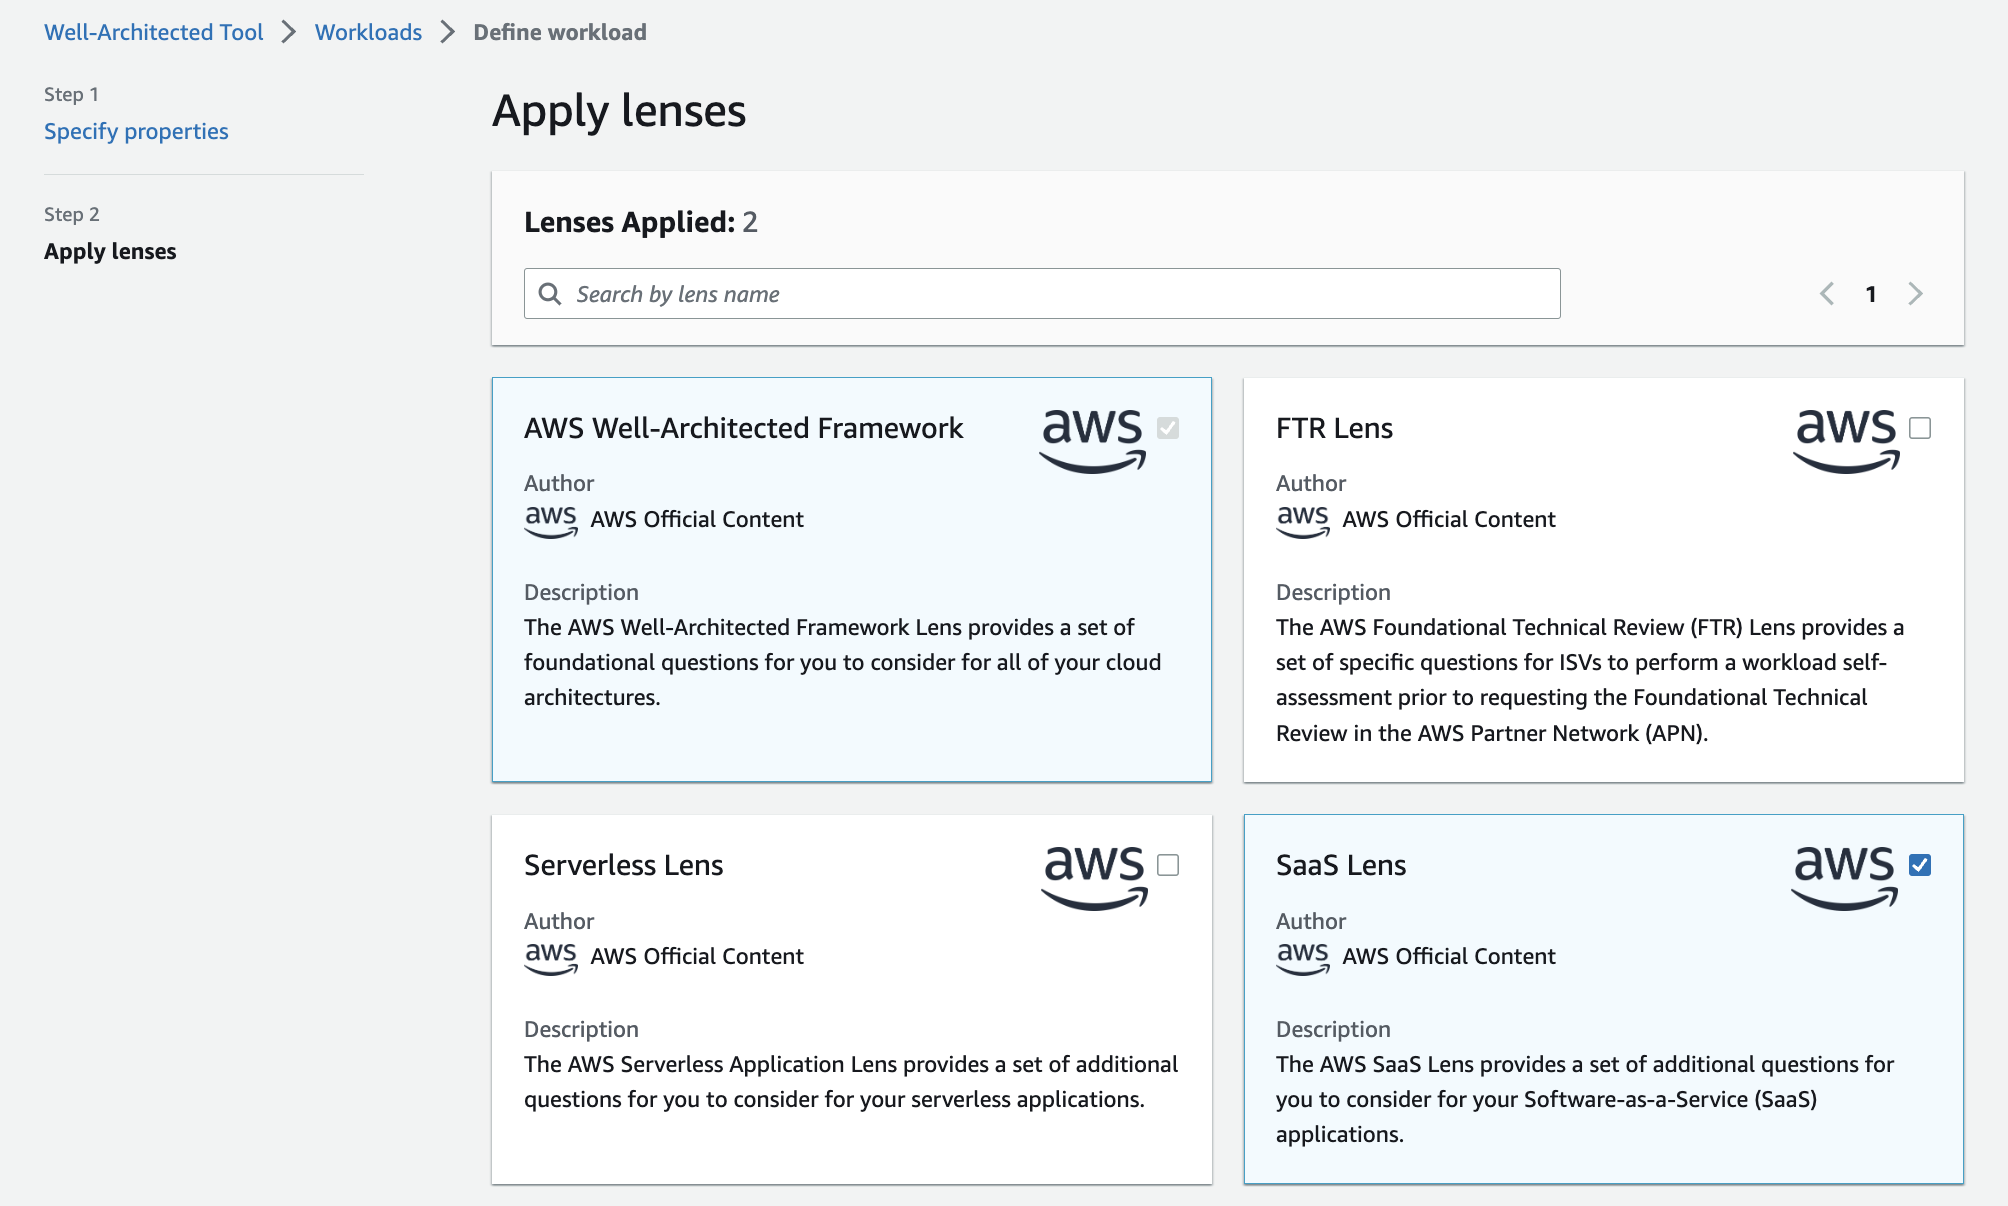 Well-Architected Tool > Workloads > Define workload
Step 1
Specify properties
Step 2
Apply lenses
Apply lenses
Lenses Applied: 2
Search by lens name
1
AWS Well-Architected Framework
aws
Author
aws AWS Official Content
Description
The AWS Well-Architected Framework Lens provides a set of
foundational questions for you to consider for all of your cloud
architectures.
FTR Lens
aws
Author
aws AWS Official Content
Description
The AWS Foundational Technical Review (FTR) Lens provides a
set of specific questions for ISVs to perform a workload self-
assessment prior to requesting the Foundational Technical
Review in the AWS Partner Network (APN).
Serverless Lens
aws
Author
aws AWS Official Content
Description
The AWS Serverless Application Lens provides a set of additional
questions for you to consider for your serverless applications.
SaaS Lens
aws
Author
aws AWS Official Content
Description
The AWS SaaS Lens provides a set of additional questions for
you to consider for your Software-as-a-Service (SaaS)
applications.